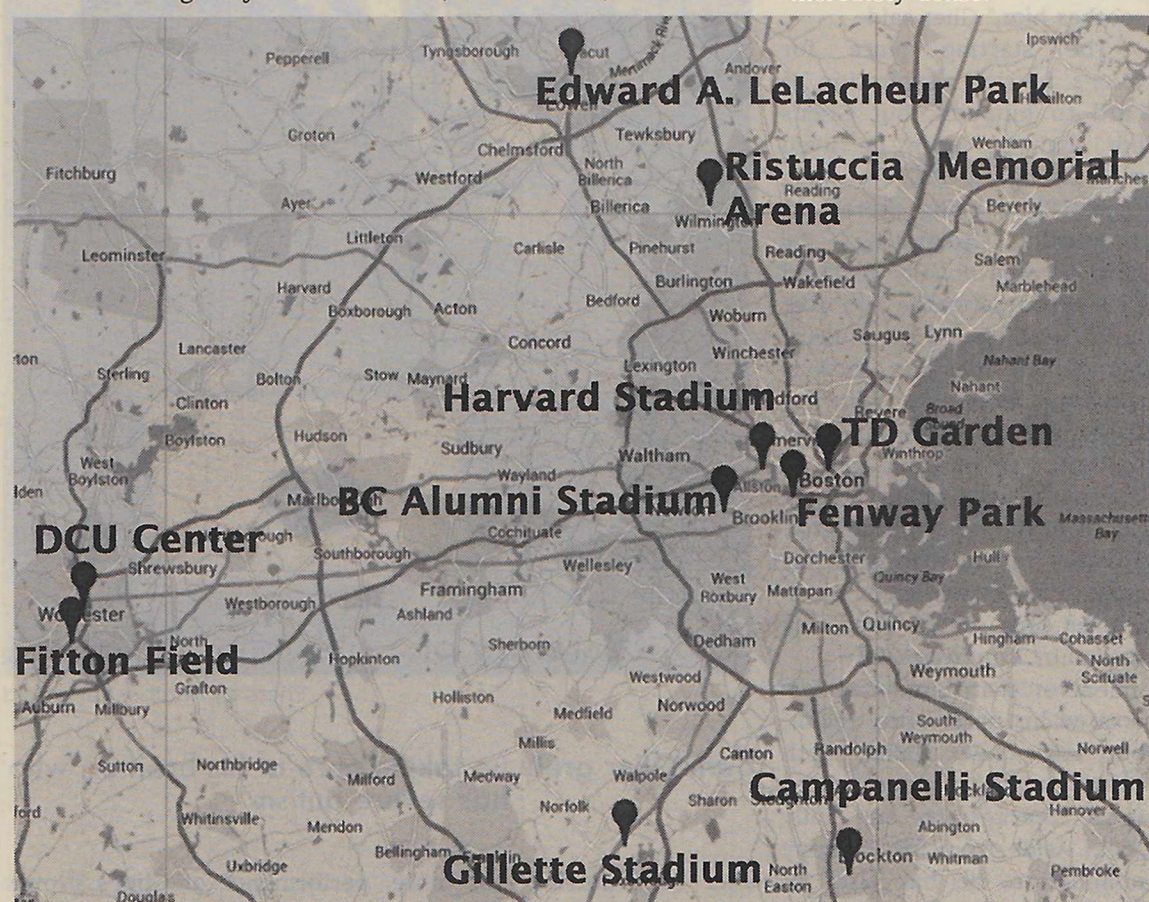 Ipswich
Tyngsborough
Pepperell
Andover
Edward A. LeLacheur Park
Groton
Tewksbury
Chelmsford
Wenham
North
Billerica
Ristuccia Memorial
Arena
Fitchburg
Westford
Reading
Ayer
Billerica
Beverly
Wilmington
Littleton
Carlisle
Pinehurst
Reading
Leominster
Salem
Harvard
Burlington
Wakefield
Marblehead
Boxborough
Acton
Bedford
Woburn
Saugus
Lynn
Concord
Lancaster
Winchester
Nahant Bay
Lexington
Sterling
Bolton
Stow
Maynard
Nahant
Harvard Stadium
Clinton
Revere
Broad
TD Garden
Boylston
Hudson
Sudbury
Waltham
Winthrop
West
Boylston
Wayland
Boston
Allston
BC Alumni Stadium
Fenway Park
Massachusett
Bay
DCU Center
Cochituate
Southborough
Dorchester
Hull
Shrewsbury
Wellesley
Quincy Bay
West
Roxbury
Mattapan
Framingham
Westborough
Ashland
Milton
Quincy
North
Sherborn
Dedham
Hingham
Cohasset
Fitton Field
Hopkinton
Weymouth
North
Scituate
Westwood
Grafton
Holliston
Norwood
Auburn
Millbury
Medfield
South
Weymouth
Millis
Canton
Randolph
Norwell
Sutton
Northbridge
Milford
Medway
Walpole
Campanelli Stadium
Norfolk
Sharon
Hanover
Whitinsville
Mendon
Abington
Bellingham
Whitman
Uxbridge
Gillette Stadium
North
Easton
Pembroke
Douglas